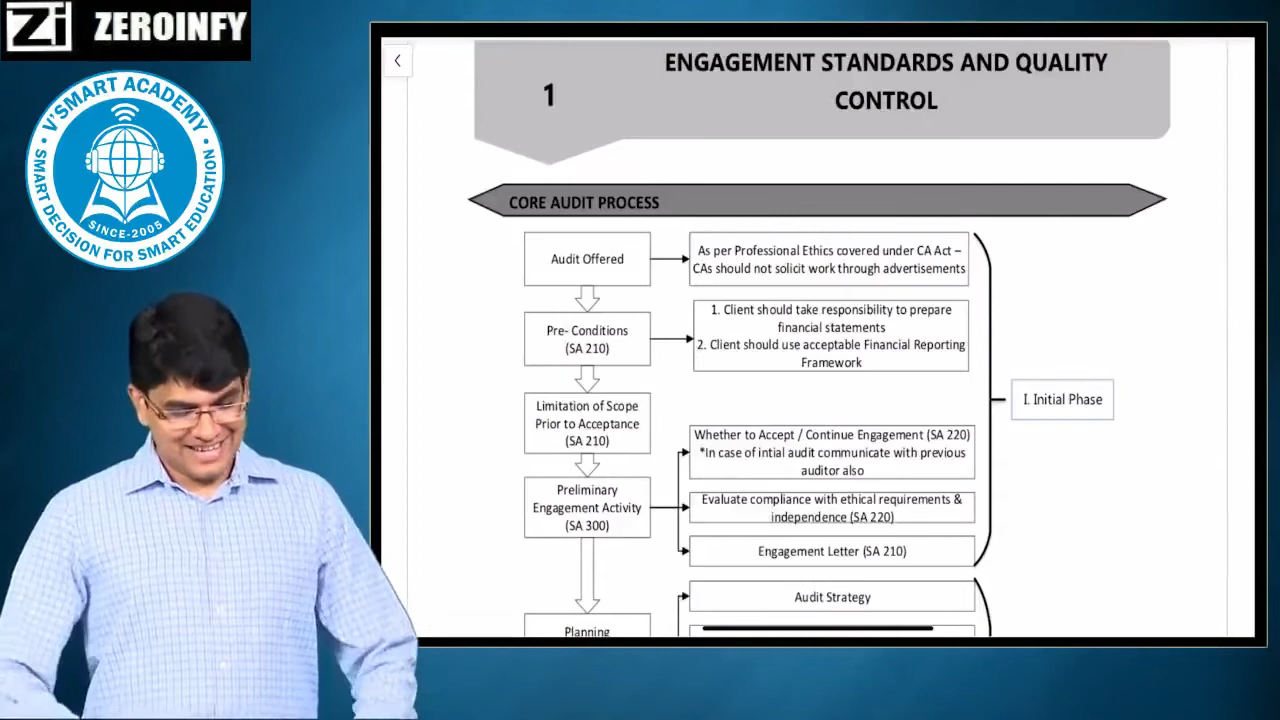 Zi ZEROINFY
V'SMART ACADEMY
SINCE-2005
SMART DECISION FOR SMART EDUCATION
<
1
ENGAGEMENT STANDARDS AND QUALITY
CONTROL
CORE AUDIT PROCESS
Audit Offered
As per Professional Ethics covered under CA Act –
CAs should not solicit work through advertisements
Pre- Conditions
(SA 210)
1. Client should take responsibility to prepare
financial statements
2. Client should use acceptable Financial Reporting
Framework
Limitation of Scope
Prior to Acceptance
(SA 210)
I. Initial Phase
Preliminary
Engagement Activity
(SA 300)
Whether to Accept / Continue Engagement (SA 220)
*In case of intial audit communicate with previous
auditor also
Evaluate compliance with ethical requirements &
independence (SA 220)
Engagement Letter (SA 210)
Audit Strategy
Planning